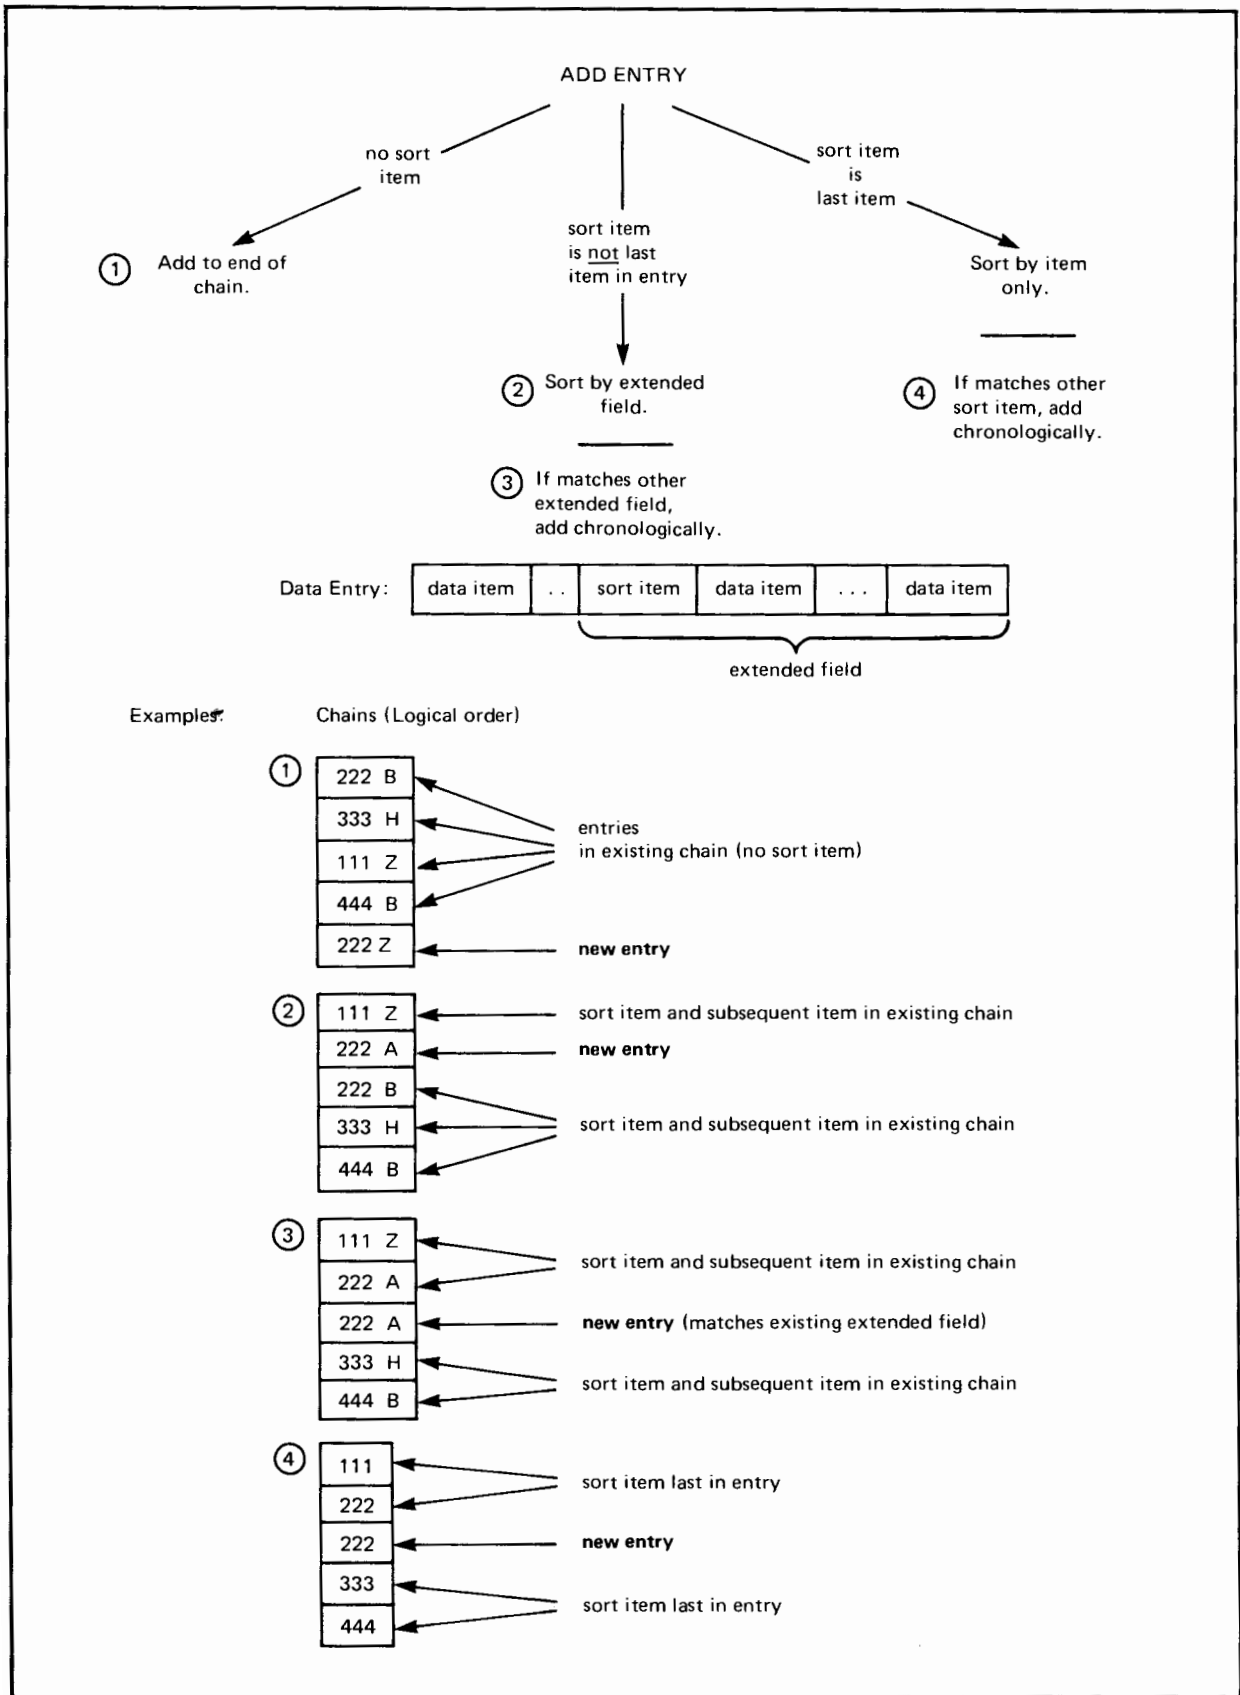 ADD ENTRY
no sort
item
sort item
is
last item
sort item
is not last
item in entry
1 Add to end of
chain.
Sort by item
only.
2 Sort by extended
field.
4 If matches other
sort item, add
chronologically.
3 If matches other
extended field,
add chronologically.
Data Entry: data item .. sort item data item ... data item
extended field
Examples: Chains (Logical order)
1 222 B
333 H
entries
in existing chain (no sort item)
111 Z
444 B
222 Z new entry
2 111 Z sort item and subsequent item in existing chain
222 A new entry
222 B
333 H sort item and subsequent item in existing chain
444 B
3 111 Z
sort item and subsequent item in existing chain
222 A
222 A new entry (matches existing extended field)
333 H
sort item and subsequent item in existing chain
444 B
4 111
sort item last in entry
222
222 new entry
333
sort item last in entry
444